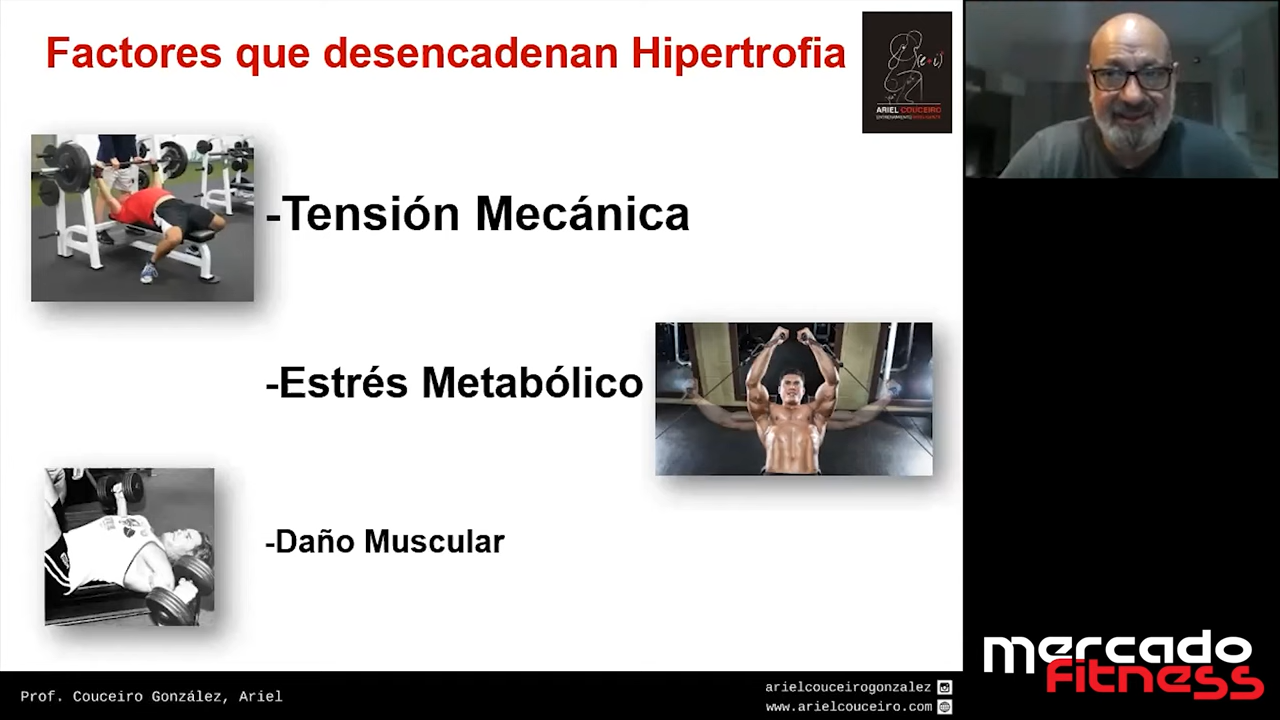 Factores que desencadenan Hipertrofia
ARIEL COUCEIRO
-Tensión Mecánica
-Estrés Metabólico
-Daño Muscular
Prof. Couceiro González, Ariel
arielcouceirogonzalez
www.arielcouceiro.com
mercado
fitness